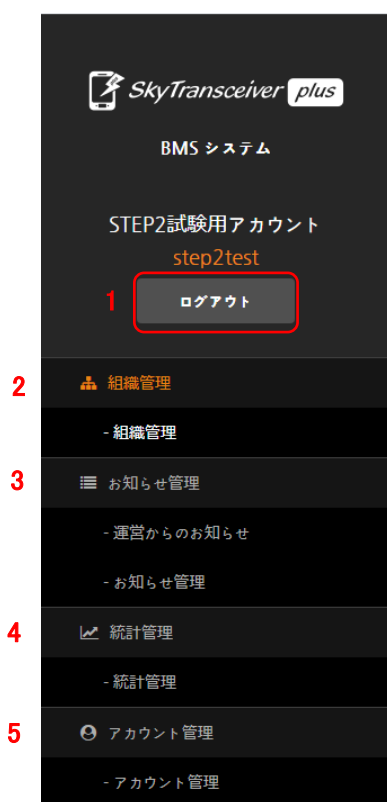 SkyTransceiver plus
BMS システム
STEP2試験用アカウント
step2test
1 ログアウト
2 組織管理
- 組織管理
3 お知らせ管理
- 運営からのお知らせ
- お知らせ管理
4 統計管理
- 統計管理
5 アカウント管理
- アカウント管理